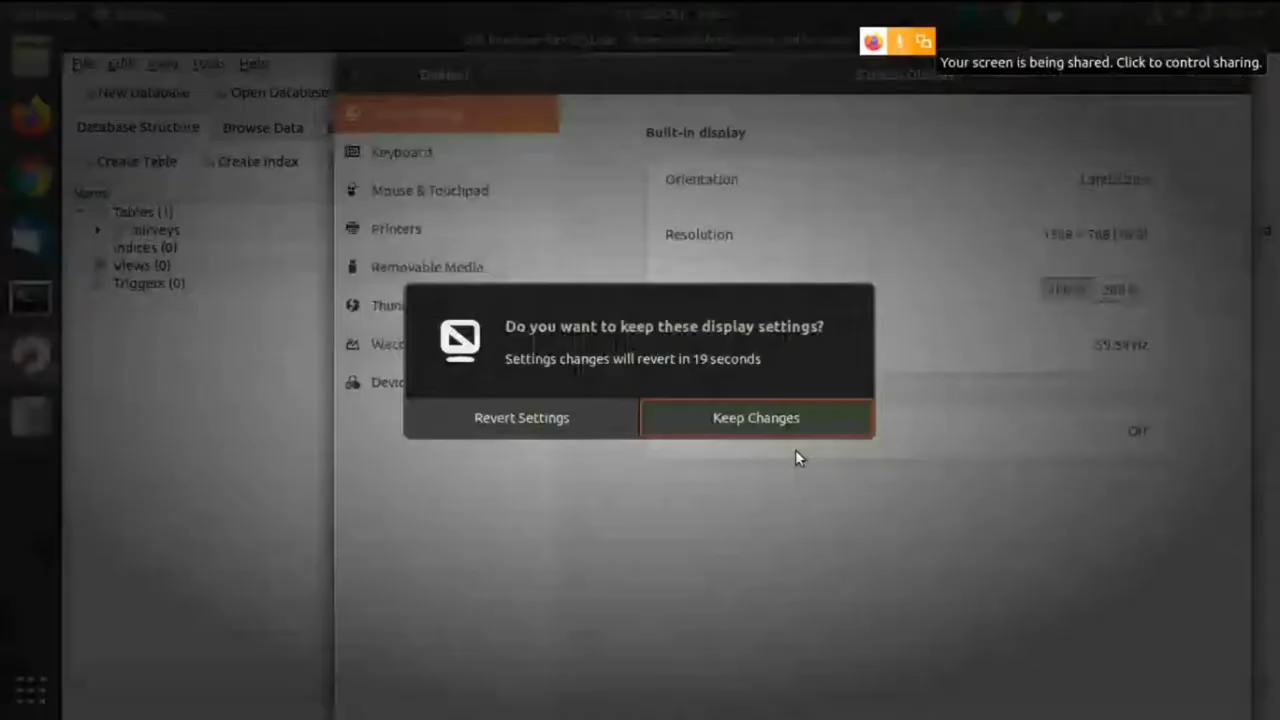 Your screen is being shared. Click to control sharing.
File Edit View Tools Help
New Database
Open Database
Database Structure
Browse Data
Create Table
Create Index
Name
Tables (1)
Indices (0)
Views (0)
Triggers (0)
Keyboard
Mouse & Touchpad
Printers
Removable Media
Built-in display
Orientation
Landscape
Resolution
Off
Do you want to keep these display settings?
Settings changes will revert in 19 seconds
Revert Settings
Keep Changes